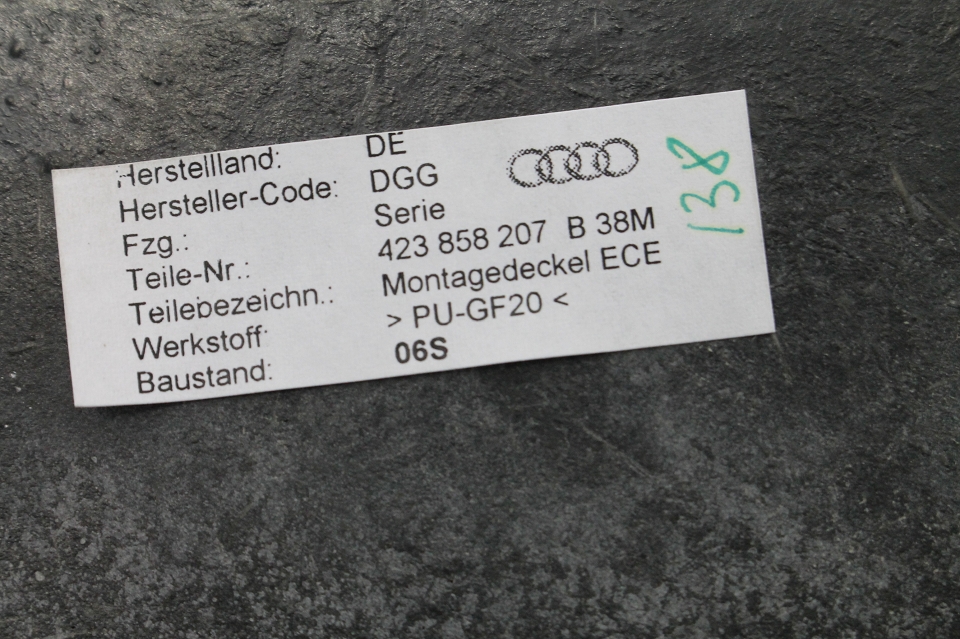 Herstellland: DE
Hersteller-Code: DGG
Fzg.: Serie
Teile-Nr.: 423 858 207 B 38M
Teilebezeichn.: Montagedeckel ECE
Werkstoff: > PU-GF20 <
Baustand: 06S
138